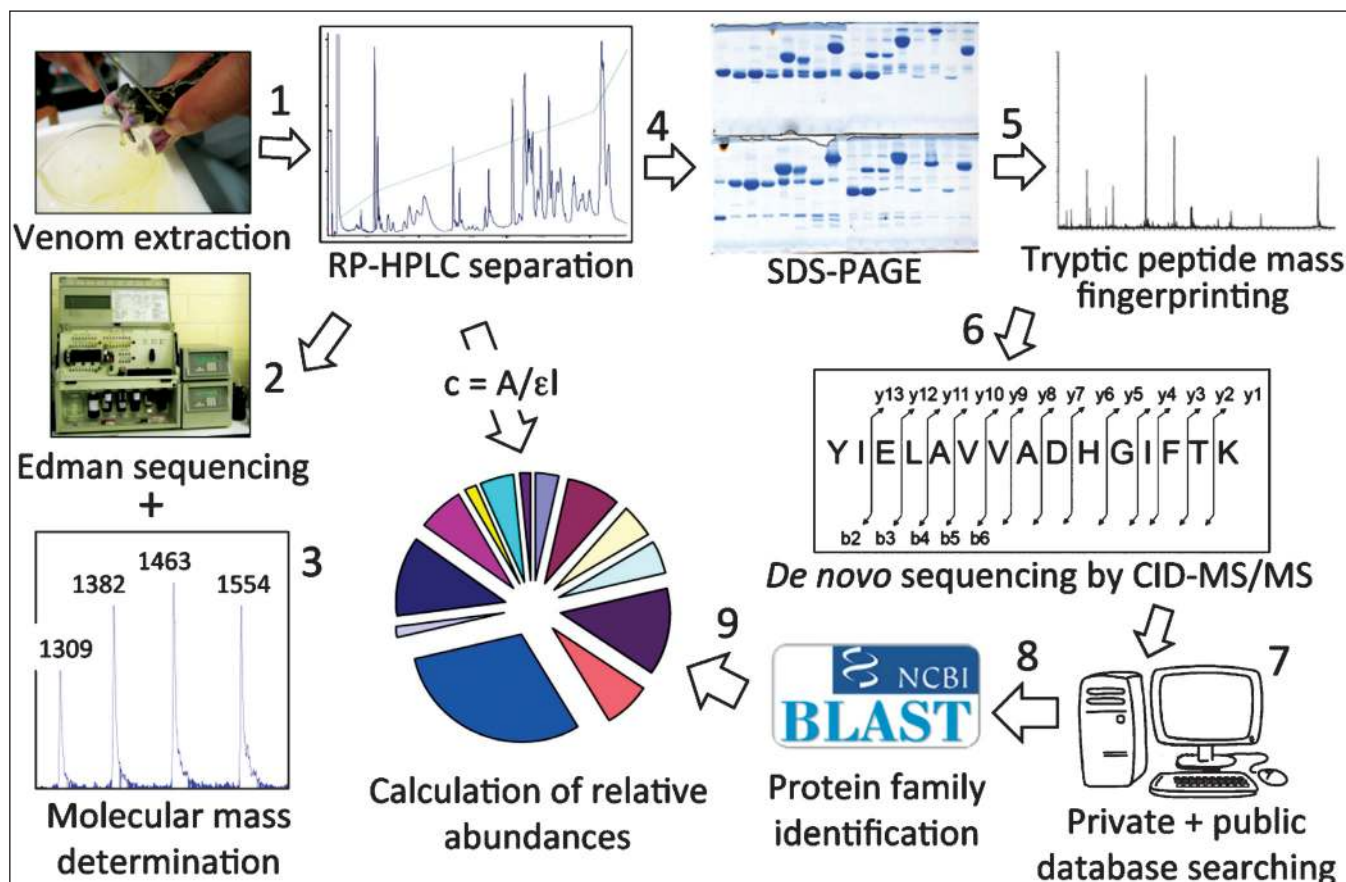 1
Venom extraction
RP-HPLC separation
4
SDS-PAGE
5
Tryptic peptide mass
fingerprinting
2
Edman sequencing
+
3
1309
1382
1463
1554
Molecular mass
determination
c = A/εl
6
y13 y12 y11 y10 y9 y8 y7 y6 y5 y4 y3 y2 y1
Y I E L A V V A D H G I F T K
b2 b3 b4 b5 b6
De novo sequencing by CID-MS/MS
7
Private + public
database searching
8
NCBI
BLAST
Protein family
identification
9
Calculation of relative
abundances